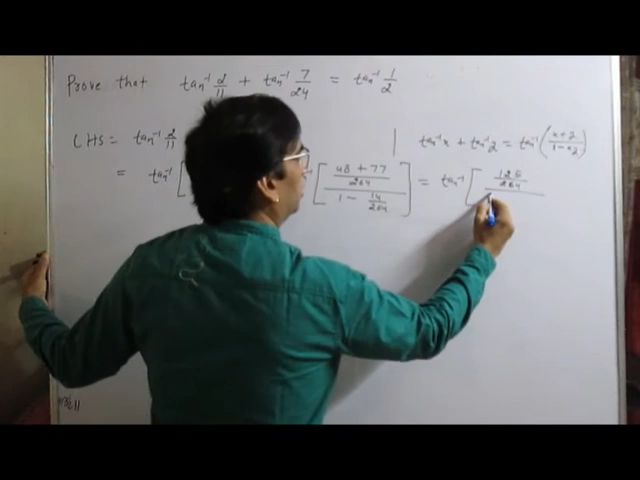 Prove that tan⁻¹ 2/11 + tan⁻¹ 7/24 = tan⁻¹ 1/2
LHS = tan⁻¹ 2/11 | tan⁻¹x + tan⁻¹y = tan⁻¹((x+y)/(1-xy))
= tan⁻¹[ [ ((48 + 77)/264)/(1 - 14/264) ] = tan⁻¹[ (125/264)/